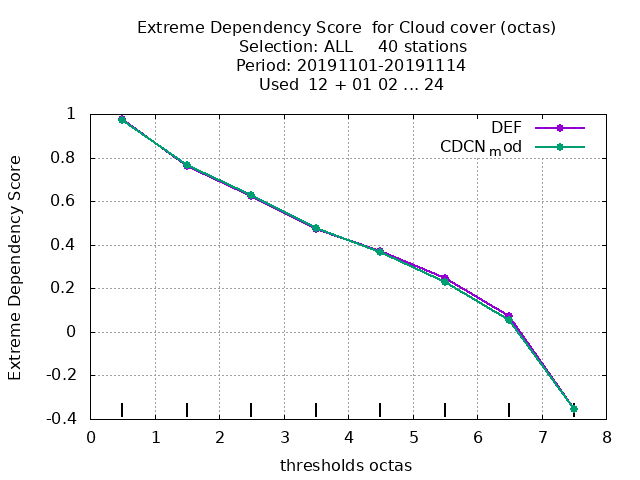 Extreme Dependency Score  for Cloud cover (octas)
Selection: ALL     40 stations
Period: 20191101-20191114
Used  12 + 01 02 ... 24
DEF
CDCNmod
Extreme Dependency Score
1
0.8
0.6
0.4
0.2
0
-0.2
-0.4
0 1 2 3 4 5 6 7 8
thresholds octas